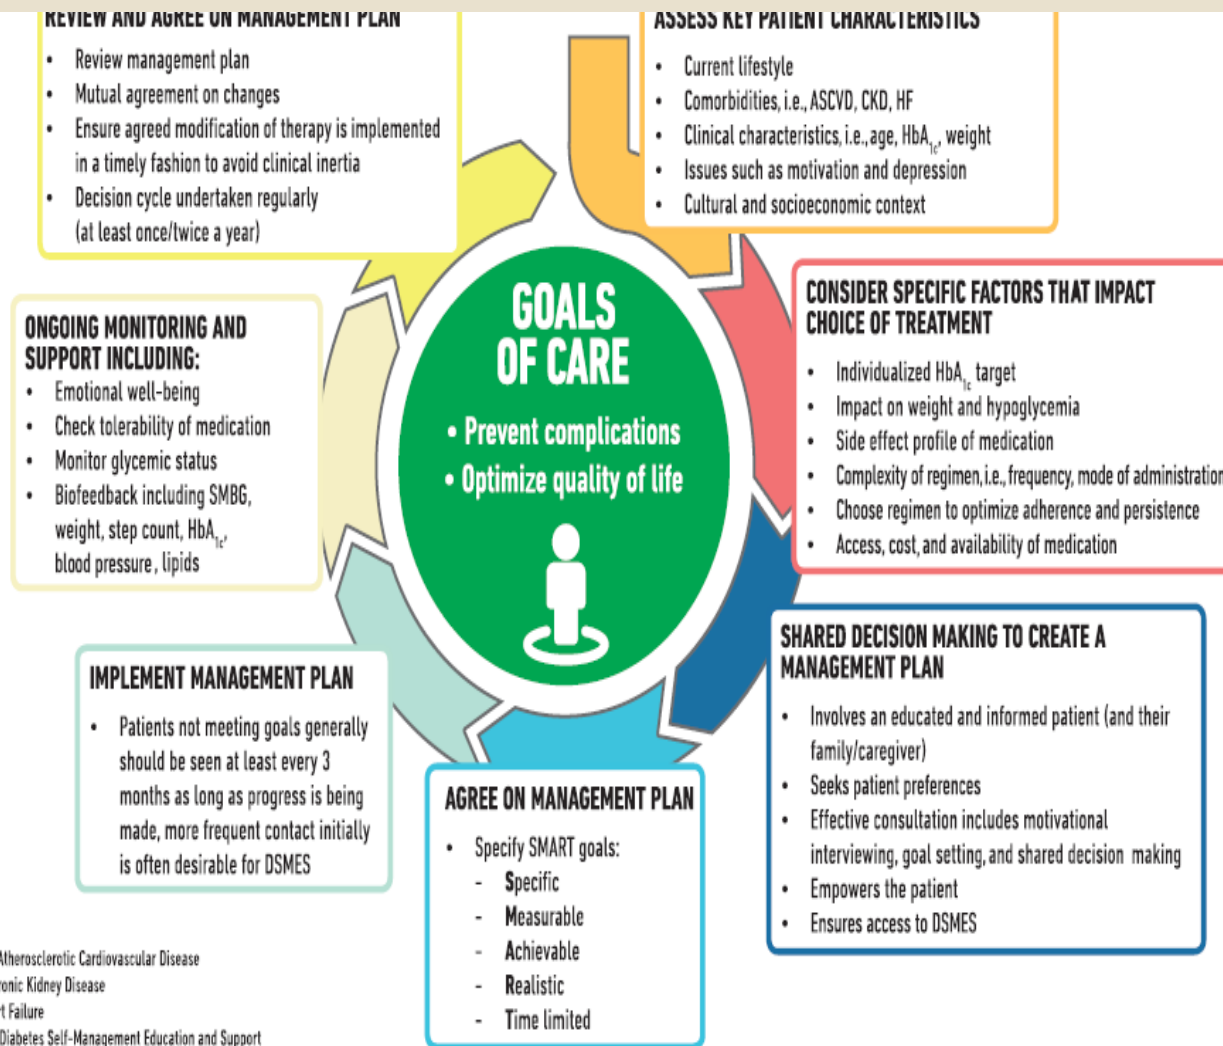 REVIEW AND AGREE ON MANAGEMENT PLAN
• Review management plan
• Mutual agreement on changes
• Ensure agreed modification of therapy is implemented
in a timely fashion to avoid clinical inertia
• Decision cycle undertaken regularly
(at least once/twice a year)
ASSESS KEY PATIENT CHARACTERISTICS
• Current lifestyle
• Comorbidities, i.e., ASCVD, CKD, HF
• Clinical characteristics, i.e., age, HbA1c, weight
• Issues such as motivation and depression
• Cultural and socioeconomic context
CONSIDER SPECIFIC FACTORS THAT IMPACT
CHOICE OF TREATMENT
• Individualized HbA1c target
• Impact on weight and hypoglycemia
• Side effect profile of medication
• Complexity of regimen, i.e., frequency, mode of administration
• Choose regimen to optimize adherence and persistence
• Access, cost, and availability of medication
SHARED DECISION MAKING TO CREATE A
MANAGEMENT PLAN
• Involves an educated and informed patient (and their
family/caregiver)
• Seeks patient preferences
• Effective consultation includes motivational
interviewing, goal setting, and shared decision making
• Empowers the patient
• Ensures access to DSMES
AGREE ON MANAGEMENT PLAN
• Specify SMART goals:
- Specific
- Measurable
- Achievable
- Realistic
- Time limited
IMPLEMENT MANAGEMENT PLAN
• Patients not meeting goals generally
should be seen at least every 3
months as long as progress is being
made, more frequent contact initially
is often desirable for DSMES
ONGOING MONITORING AND
SUPPORT INCLUDING:
• Emotional well-being
• Check tolerability of medication
• Monitor glycemic status
• Biofeedback including SMBG,
weight, step count, HbA1c,
blood pressure, lipids
GOALS
OF CARE
• Prevent complications
• Optimize quality of life
Atherosclerotic Cardiovascular Disease
ronic Kidney Disease
t Failure
Diabetes Self-Management Education and Support